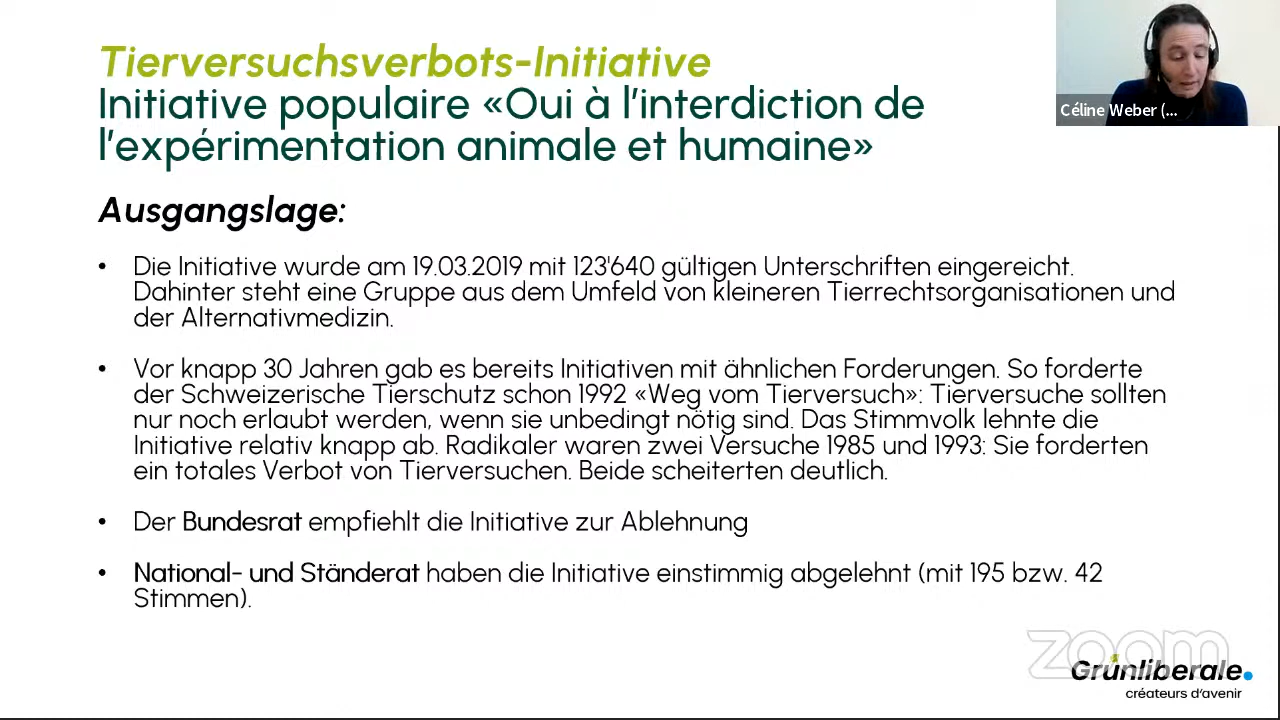 Tierversuchsverbots-Initiative
Initiative populaire «Oui à l'interdiction de
l'expérimentation animale et humaine»
Céline Weber (...
Ausgangslage:
• Die Initiative wurde am 19.03.2019 mit 123'640 gültigen Unterschriften eingereicht.
Dahinter steht eine Gruppe aus dem Umfeld von kleineren Tierrechtsorganisationen und
der Alternativmedizin.
• Vor knapp 30 Jahren gab es bereits Initiativen mit ähnlichen Forderungen. So forderte
der Schweizerische Tierschutz schon 1992 «Weg vom Tierversuch»: Tierversuche sollten
nur noch erlaubt werden, wenn sie unbedingt nötig sind. Das Stimmvolk lehnte die
Initiative relativ knapp ab. Radikaler waren zwei Versuche 1985 und 1993: Sie forderten
ein totales Verbot von Tierversuchen. Beide scheiterten deutlich.
• Der Bundesrat empfiehlt die Initiative zur Ablehnung
• National- und Ständerat haben die Initiative einstimmig abgelehnt (mit 195 bzw. 42
Stimmen).
zoom
Grünliberale.
créateurs d'avenir